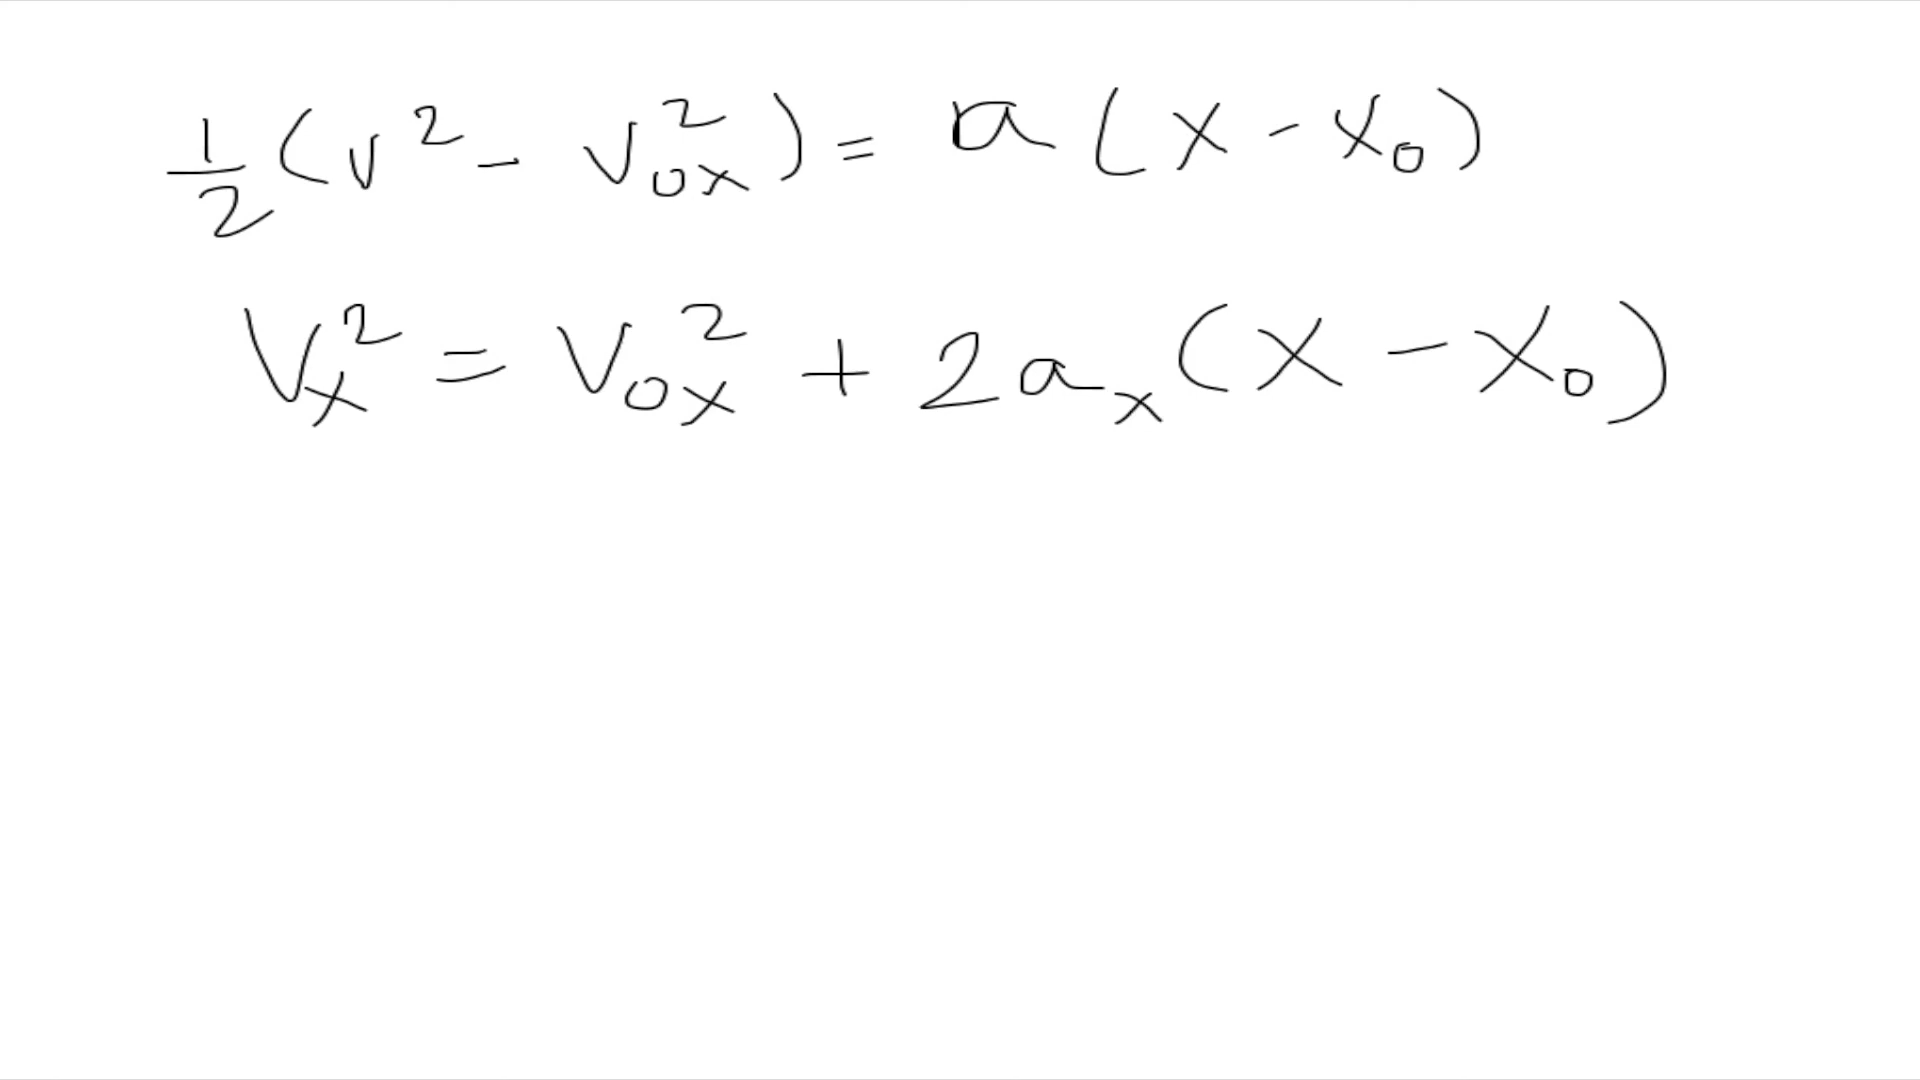 ½(v² - v₀ₓ²) = a(x - x₀)
vₓ² = v₀ₓ² + 2aₓ(x - x₀)